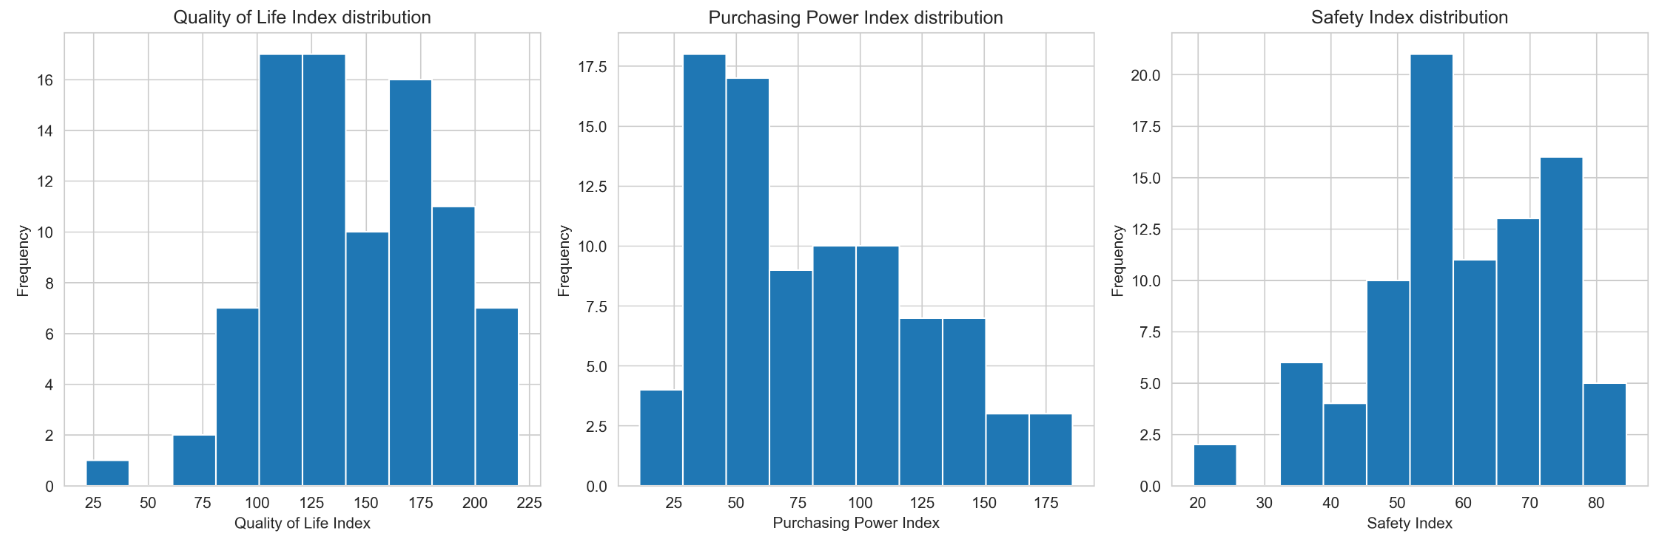 Quality of Life Index distribution
Frequency
16
14
12
10
8
6
4
2
0
25 50 75 100 125 150 175 200 225
Quality of Life Index
Purchasing Power Index distribution
Frequency
17.5
15.0
12.5
10.0
7.5
5.0
2.5
0.0
25 50 75 100 125 150 175
Purchasing Power Index
Safety Index distribution
Frequency
20.0
17.5
15.0
12.5
10.0
7.5
5.0
2.5
0.0
20 30 40 50 60 70 80
Safety Index